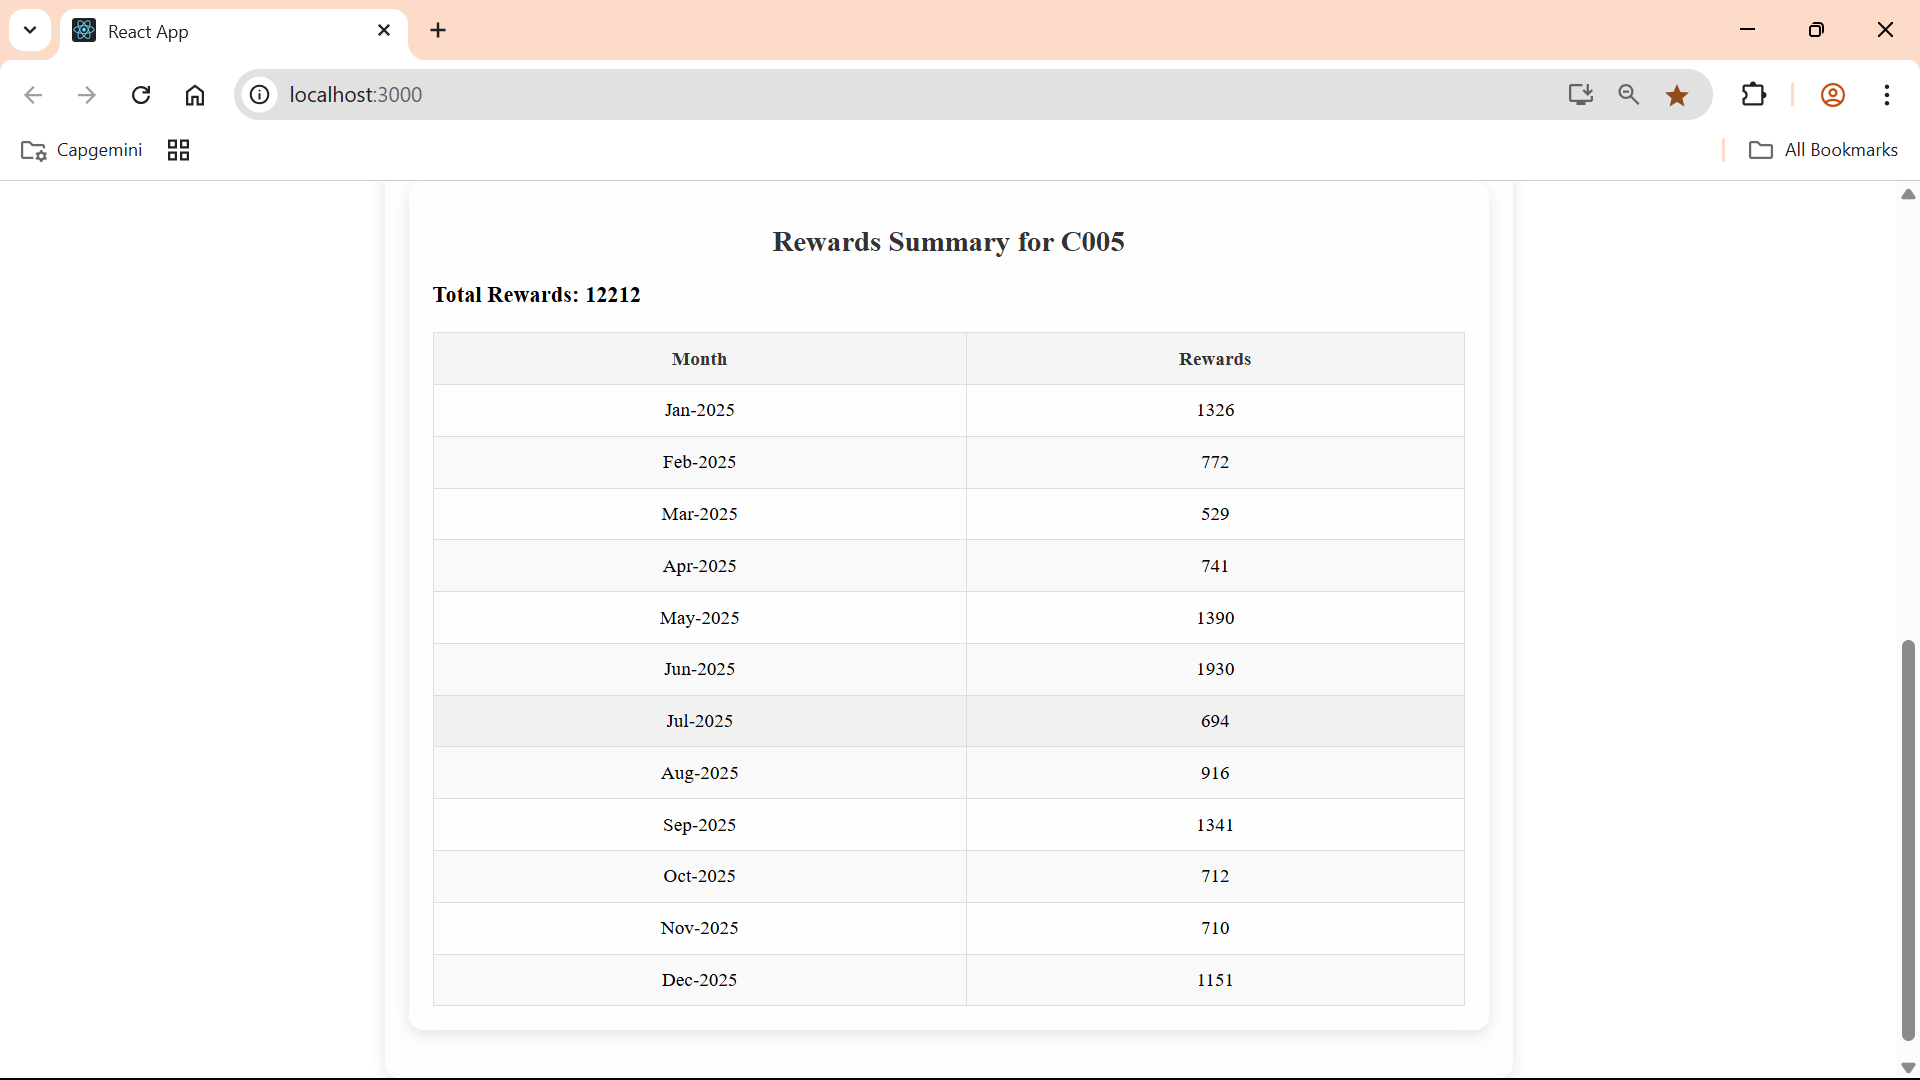 React App
localhost:3000
Capgemini
All Bookmarks
Rewards Summary for C005
Total Rewards: 12212
Month Rewards
Jan-2025 1326
Feb-2025 772
Mar-2025 529
Apr-2025 741
May-2025 1390
Jun-2025 1930
Jul-2025 694
Aug-2025 916
Sep-2025 1341
Oct-2025 712
Nov-2025 710
Dec-2025 1151